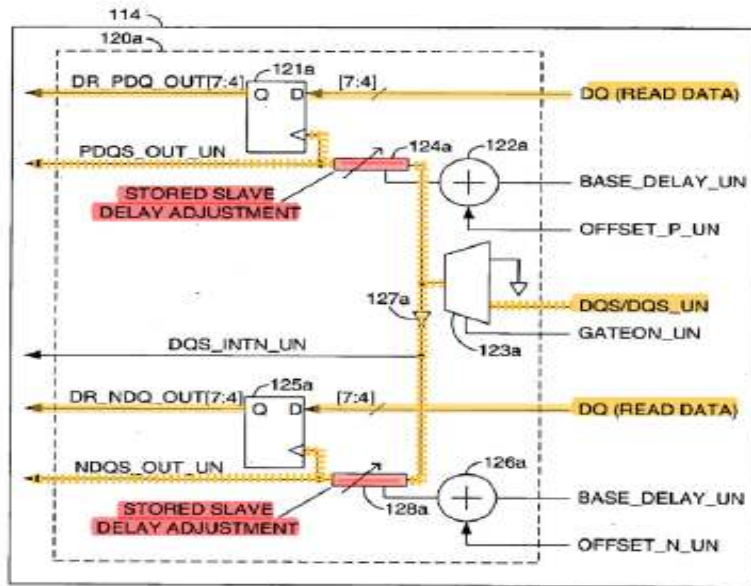 114
120a
DR_PDQ_OUT[7:4]
121a
Q D
[7:4]
DQ (READ DATA)
PDQS_OUT_UN
124a
122a
+
BASE_DELAY_UN
STORED SLAVE
DELAY ADJUSTMENT
OFFSET_P_UN
127a
DQS/DQS_UN
GATEON_UN
123a
DQS_INTN_UN
DR_NDQ_OUT[7:4]
125a
Q D
[7:4]
DQ (READ DATA)
NDQS_OUT_UN
126a
+
128a
BASE_DELAY_UN
STORED SLAVE
DELAY ADJUSTMENT
OFFSET_N_UN